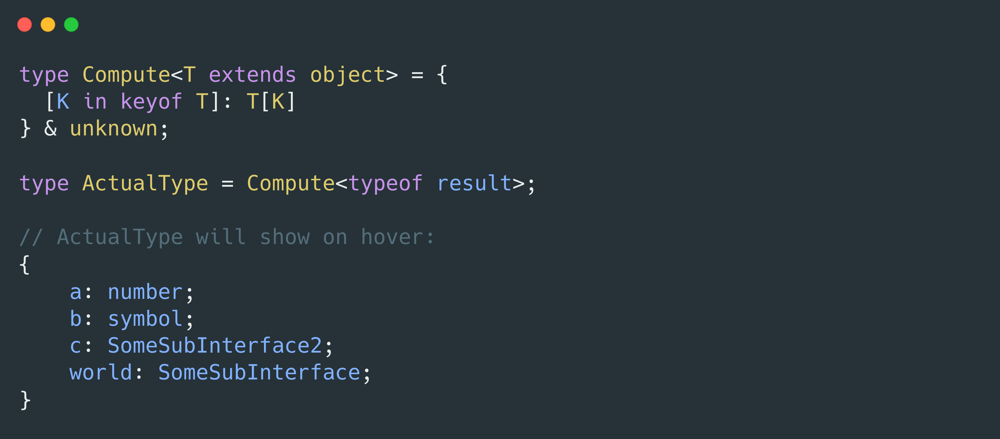 type Compute<T extends object> = {
  [K in keyof T]: T[K]
} & unknown;

type ActualType = Compute<typeof result>;

// ActualType will show on hover:
{
    a: number;
    b: symbol;
    c: SomeSubInterface2;
    world: SomeSubInterface;
}